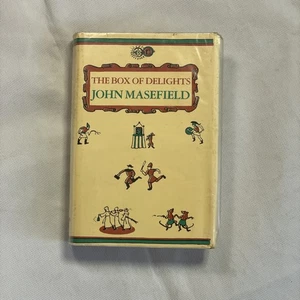 THE BOX OF DELIGHTS
JOHN MASEFIELD